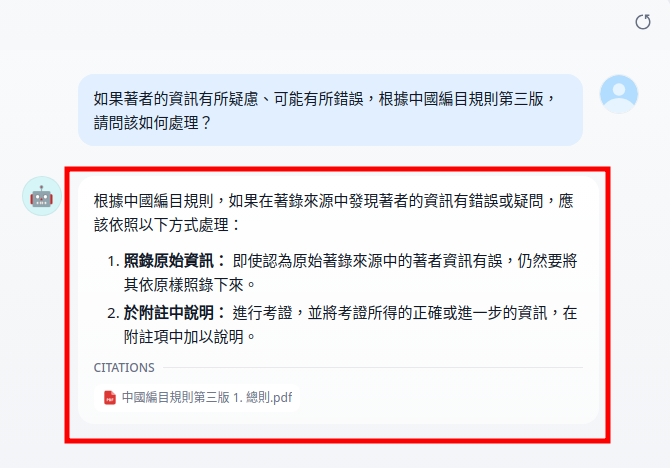 如果著者的資訊有所疑慮、可能有所錯誤，根據中國編目規則第三版，
請問該如何處理？
根據中國編目規則，如果在著錄來源中發現著者的資訊有錯誤或疑問，應
該依照以下方式處理：
1. 照錄原始資訊： 即使認為原始著錄來源中的著者資訊有誤，仍然要將
其依原樣照錄下來。
2. 於附註中說明： 進行考證，並將考證所得的正確或進一步的資訊，在
附註項中加以說明。
CITATIONS
中國編目規則第三版 1. 總則.pdf